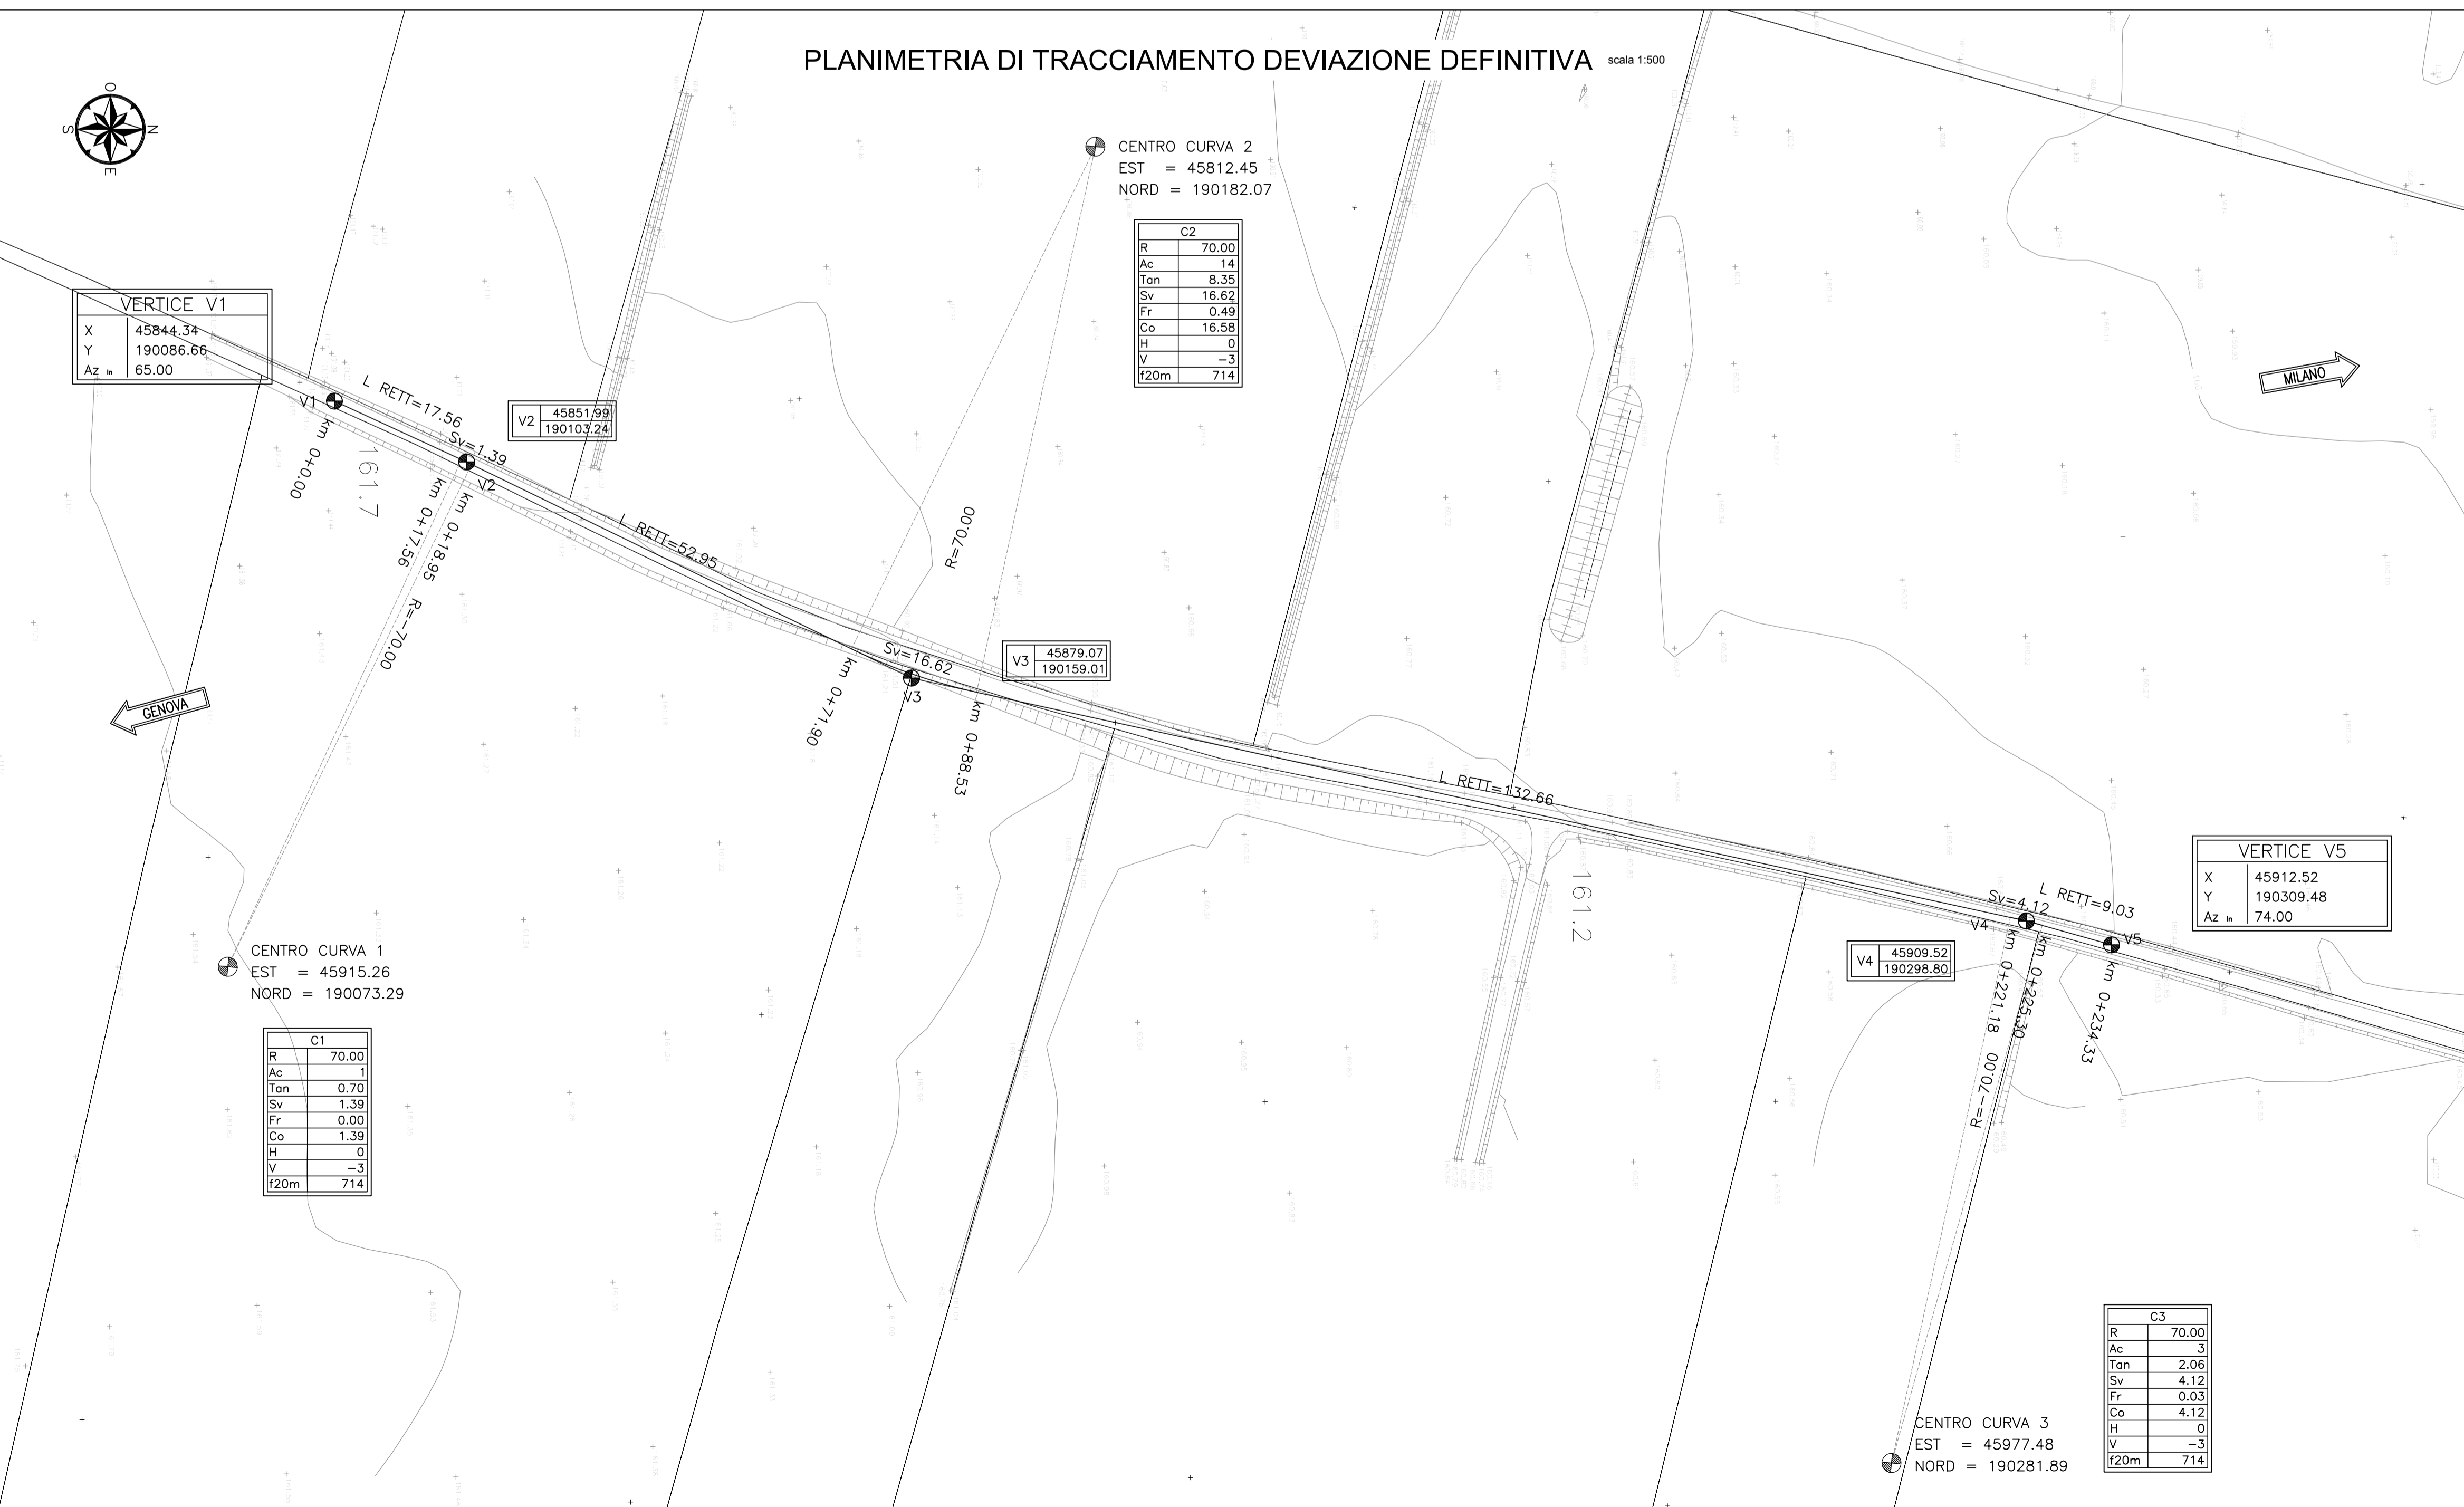 PLANIMETRIA DI TRACCIAMENTO DEVIAZIONE DEFINITIVA scala 1:500
O
S N
E
CENTRO CURVA 2
EST = 45812.45
NORD = 190182.07
C2
R 70.00
Ac 14
Tan 8.35
Sv 16.62
Fr 0.49
Co 16.58
H 0
V -3
f20m 714
VERTICE V1
X 45844.34
Y 190086.66
Az In 65.00
V1
L RETT=17.56
km 0+0.00
161.7
Sv=1.39
V2
V2 45851.99
190103.24
km 0+17.56
km 0+18.95
R=-70.00
L RETT=52.95
R=70.00
MILANO
GENOVA
Sv=16.62
V3
V3 45879.07
190159.01
km 0+71.90
km 0+88.53
L RETT=132.66
161.2
VERTICE V5
X 45912.52
Y 190309.48
Az In 74.00
Sv=4.12
L RETT=9.03
V4
V5
V4 45909.52
190298.80
km 0+221.18
km 0+225.30
km 0+234.33
R=-70.00
CENTRO CURVA 1
EST = 45915.26
NORD = 190073.29
C1
R 70.00
Ac 1
Tan 0.70
Sv 1.39
Fr 0.00
Co 1.39
H 0
V -3
f20m 714
C3
R 70.00
Ac 3
Tan 2.06
Sv 4.12
Fr 0.03
Co 4.12
H 0
V -3
f20m 714
CENTRO CURVA 3
EST = 45977.48
NORD = 190281.89